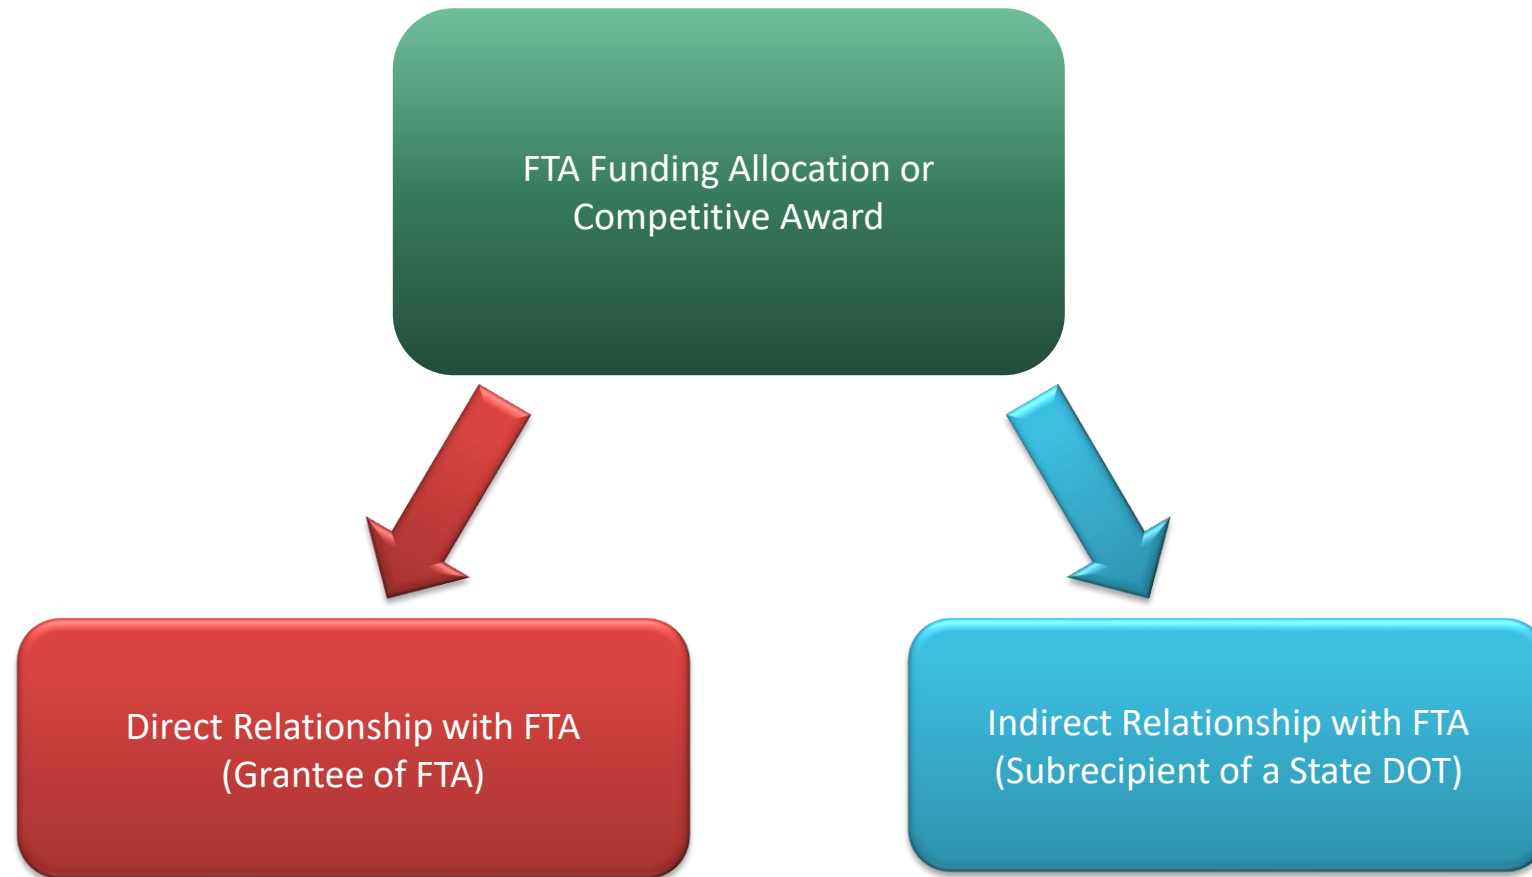 FTA Funding Allocation or
Competitive Award
Direct Relationship with FTA
(Grantee of FTA)
Indirect Relationship with FTA
(Subrecipient of a State DOT)